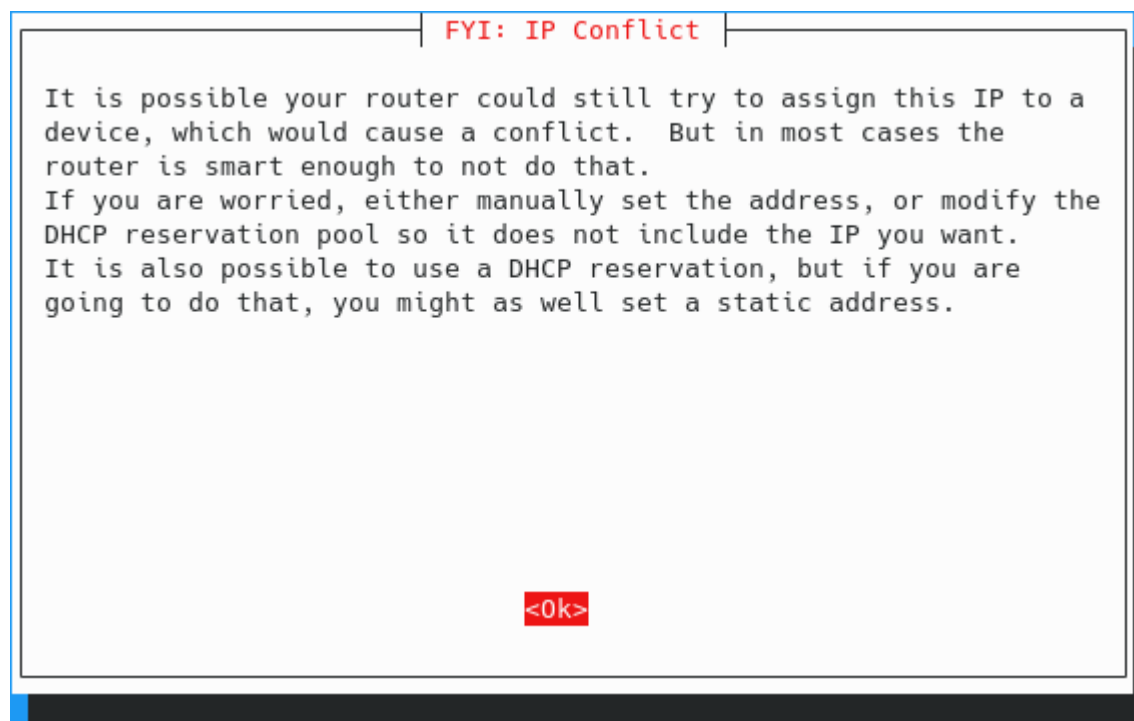 FYI: IP Conflict
It is possible your router could still try to assign this IP to a
device, which would cause a conflict.  But in most cases the
router is smart enough to not do that.
If you are worried, either manually set the address, or modify the
DHCP reservation pool so it does not include the IP you want.
It is also possible to use a DHCP reservation, but if you are
going to do that, you might as well set a static address.
<Ok>